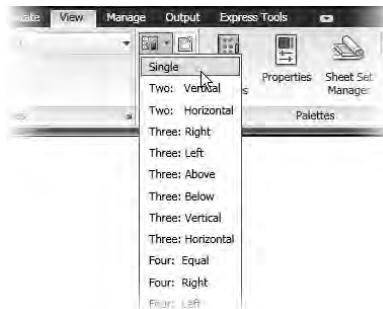 View Manage Output Express Tools
Single
Two: Vertical
Two: Horizontal
Three: Right
Three: Left
Three: Above
Three: Below
Three: Vertical
Three: Horizontal
Four: Equal
Four: Right
Four: Left
Properties
Sheet Set
Manager
Palettes